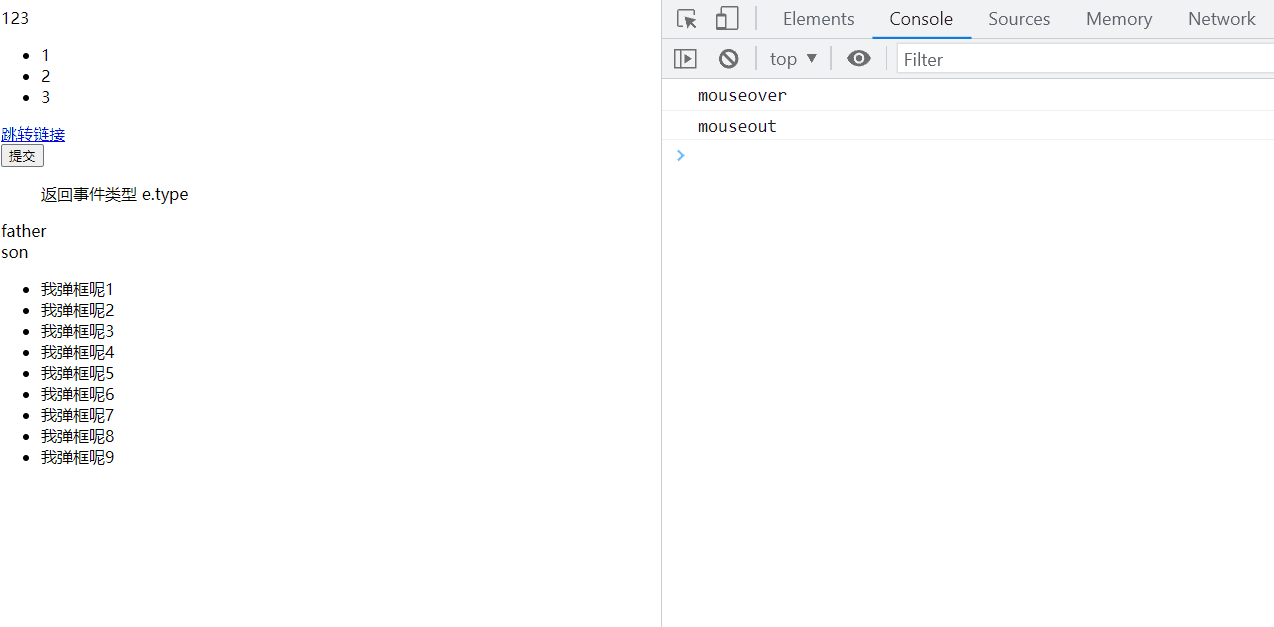 123
1
2
3
跳转链接
提交
返回事件类型 e.type
father
son
我弹框呢1
我弹框呢2
我弹框呢3
我弹框呢4
我弹框呢5
我弹框呢6
我弹框呢7
我弹框呢8
我弹框呢9
Elements Console Sources Memory Network
top Filter
mouseover
mouseout